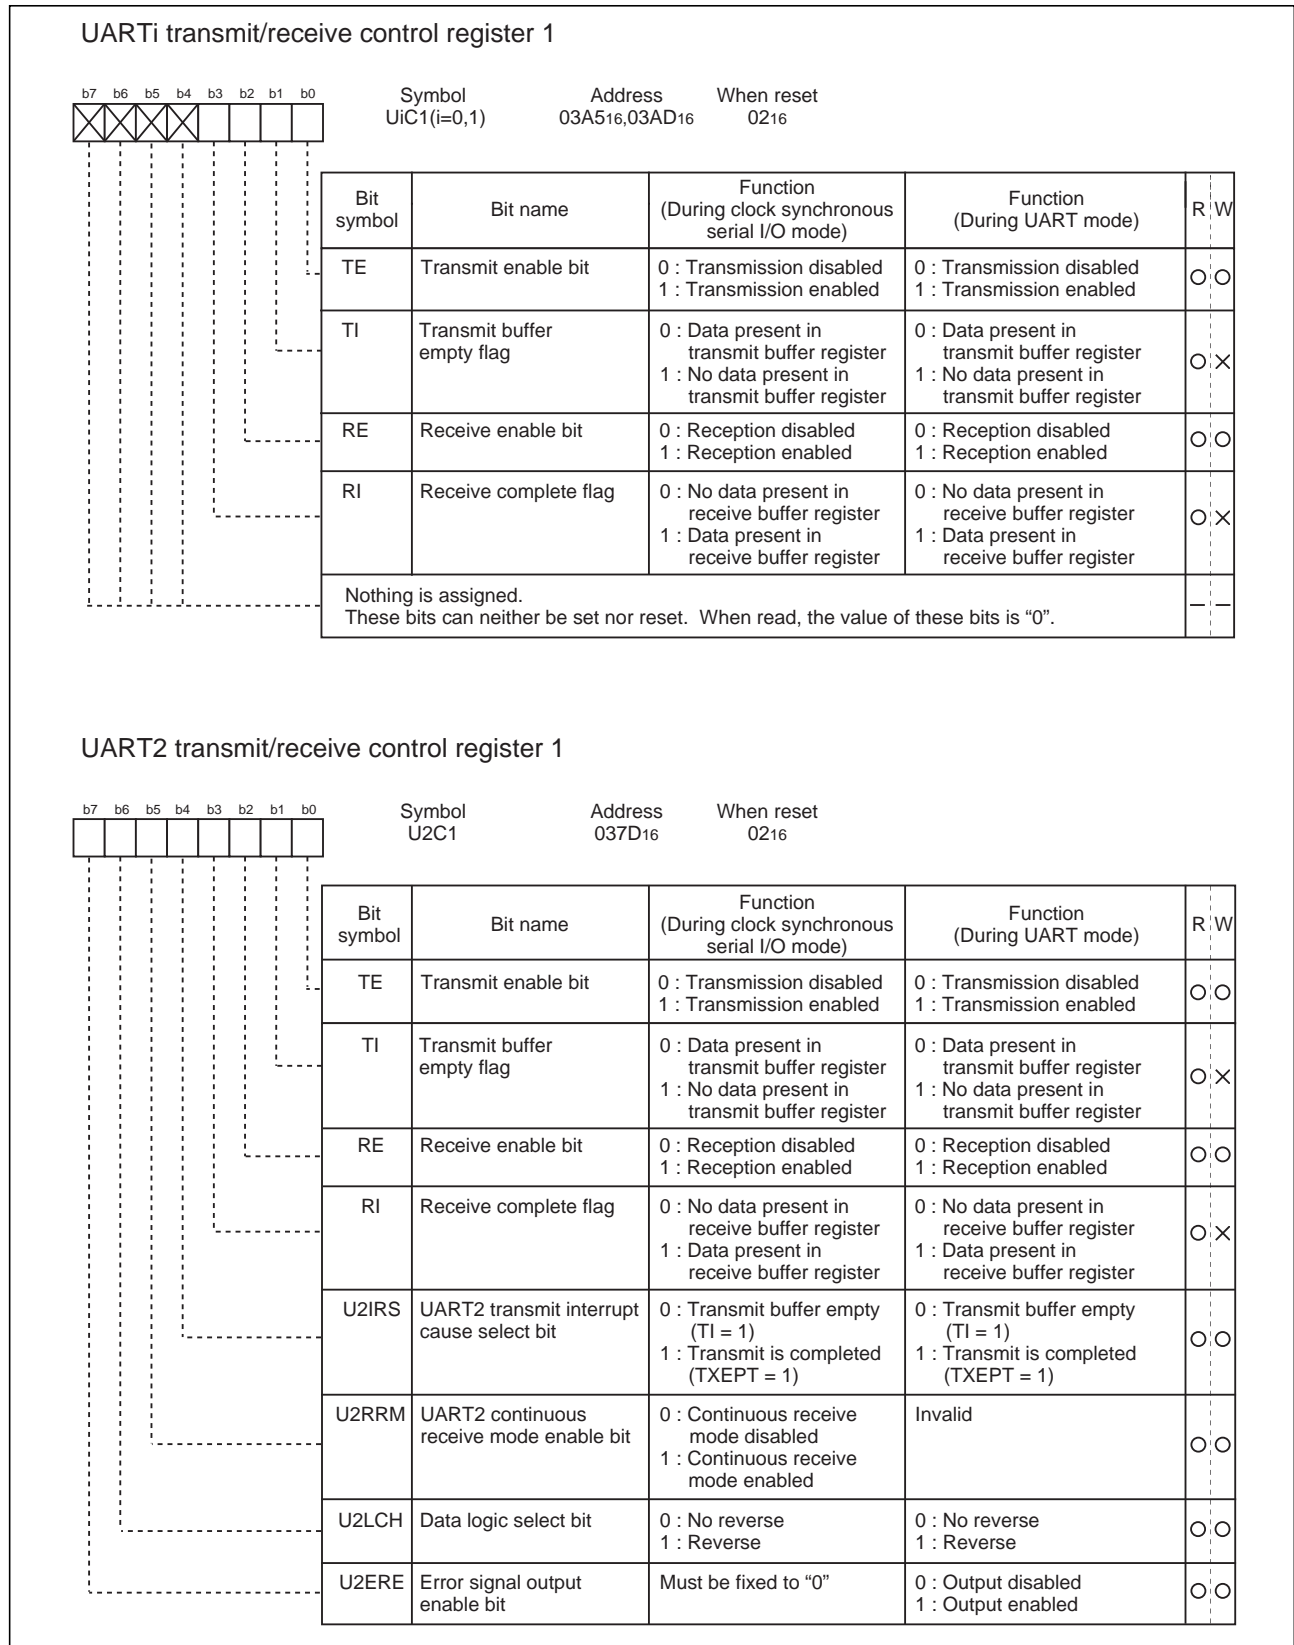 UARTi transmit/receive control register 1
b7 b6 b5 b4 b3 b2 b1 b0
Symbol Address When reset
UiC1(i=0,1) 03A516,03AD16 0216
Bit symbol Bit name Function (During clock synchronous serial I/O mode) Function (During UART mode) R W
TE Transmit enable bit 0 : Transmission disabled 0 : Transmission disabled
1 : Transmission enabled 1 : Transmission enabled
TI Transmit buffer 0 : Data present in 0 : Data present in
empty flag transmit buffer register transmit buffer register
1 : No data present in 1 : No data present in
transmit buffer register transmit buffer register
RE Receive enable bit 0 : Reception disabled 0 : Reception disabled
1 : Reception enabled 1 : Reception enabled
RI Receive complete flag 0 : No data present in 0 : No data present in
receive buffer register receive buffer register
1 : Data present in 1 : Data present in
receive buffer register receive buffer register
Nothing is assigned.
These bits can neither be set nor reset. When read, the value of these bits is “0”.
UART2 transmit/receive control register 1
b7 b6 b5 b4 b3 b2 b1 b0
Symbol Address When reset
U2C1 037D16 0216
Bit symbol Bit name Function (During clock synchronous serial I/O mode) Function (During UART mode) R W
TE Transmit enable bit 0 : Transmission disabled 0 : Transmission disabled
1 : Transmission enabled 1 : Transmission enabled
TI Transmit buffer 0 : Data present in 0 : Data present in
empty flag transmit buffer register transmit buffer register
1 : No data present in 1 : No data present in
transmit buffer register transmit buffer register
RE Receive enable bit 0 : Reception disabled 0 : Reception disabled
1 : Reception enabled 1 : Reception enabled
RI Receive complete flag 0 : No data present in 0 : No data present in
receive buffer register receive buffer register
1 : Data present in 1 : Data present in
receive buffer register receive buffer register
U2IRS UART2 transmit interrupt 0 : Transmit buffer empty 0 : Transmit buffer empty
cause select bit (TI = 1) (TI = 1)
1 : Transmit is completed 1 : Transmit is completed
(TXEPT = 1) (TXEPT = 1)
U2RRM UART2 continuous 0 : Continuous receive Invalid
receive mode enable bit mode disabled
1 : Continuous receive
mode enabled
U2LCH Data logic select bit 0 : No reverse 0 : No reverse
1 : Reverse 1 : Reverse
U2ERE Error signal output Must be fixed to “0” 0 : Output disabled
enable bit 1 : Output enabled